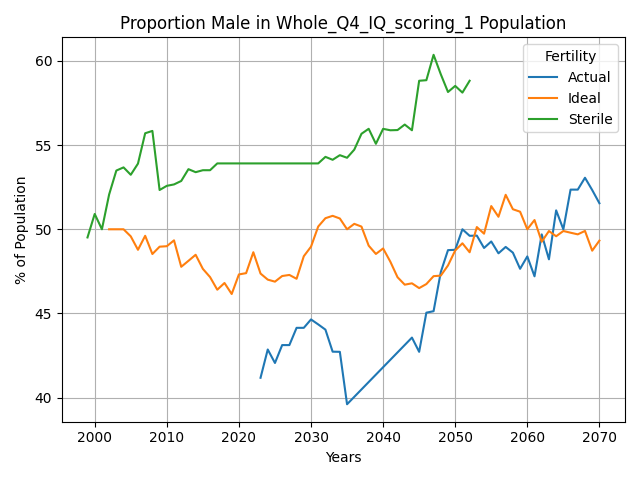 Proportion Male in Whole_Q4_IQ_scoring_1 Population
Fertility
Actual
Ideal
Sterile
% of Population
60
55
50
45
40
2000 2010 2020 2030 2040 2050 2060 2070
Years